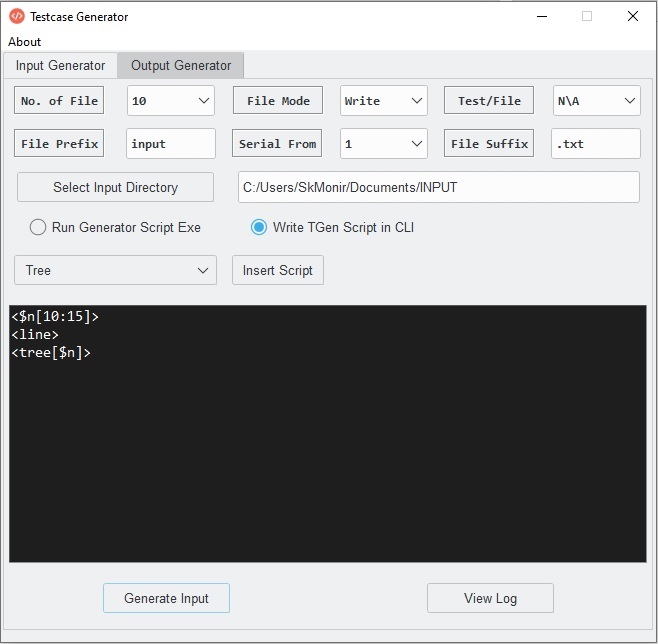 Testcase Generator
About
Input Generator Output Generator
No. of File 10 File Mode Write Test/File N\A
File Prefix input Serial From 1 File Suffix .txt
Select Input Directory C:/Users/SkMonir/Documents/INPUT
Run Generator Script Exe Write TGen Script in CLI
Tree Insert Script
<$n[10:15]>
<line>
<tree[$n]>
Generate Input View Log